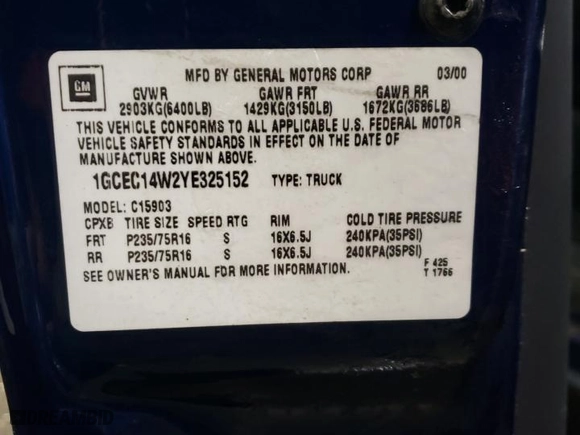 GM
MFD BY GENERAL MOTORS CORP 03/00
GVWR GAWR FRT GAWR RR
2903KG(6400LB) 1429KG(3150LB) 1672KG(3686LB)
THIS VEHICLE CONFORMS TO ALL APPLICABLE U.S. FEDERAL MOTOR
VEHICLE SAFETY STANDARDS IN EFFECT ON THE DATE OF
MANUFACTURE SHOWN ABOVE.
1GCEC14W2YE325152 TYPE: TRUCK
MODEL: C15903
CPXB TIRE SIZE SPEED RTG RIM COLD TIRE PRESSURE
FRT P235/75R16 S 16X6.5J 240KPA(35PSI)
RR P235/75R16 S 16X6.5J 240KPA(35PSI)
SEE OWNER'S MANUAL FOR MORE INFORMATION.
F 425
T 1766